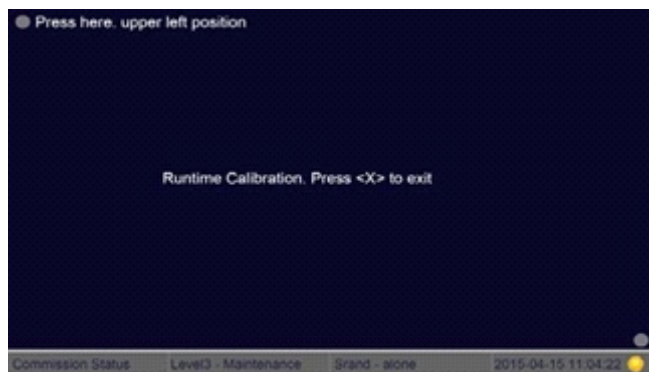 Press here. upper left position
Runtime Calibration. Press <X> to exit
Commission Status Level3 - Maintenance Srand - alone 2015-04-15 11:04:22